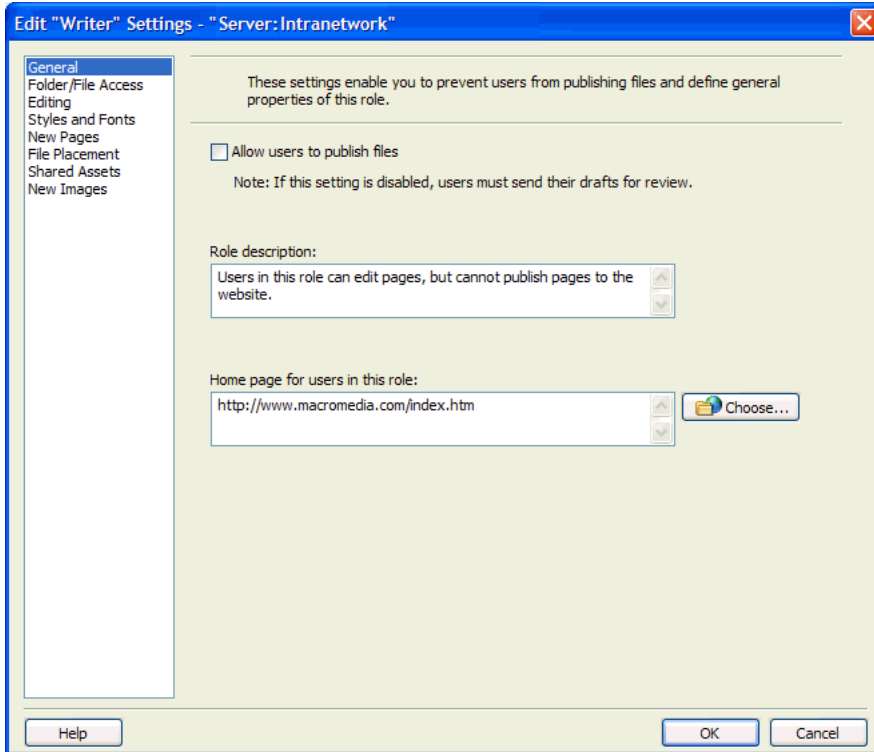 Edit "Writer" Settings - "Server:Intranetwork"
General
Folder/File Access
Editing
Styles and Fonts
New Pages
File Placement
Shared Assets
New Images
These settings enable you to prevent users from publishing files and define general
properties of this role.
Allow users to publish files
Note: If this setting is disabled, users must send their drafts for review.
Role description:
Users in this role can edit pages, but cannot publish pages to the
website.
Home page for users in this role:
http://www.macromedia.com/index.htm
Choose...
Help
OK
Cancel